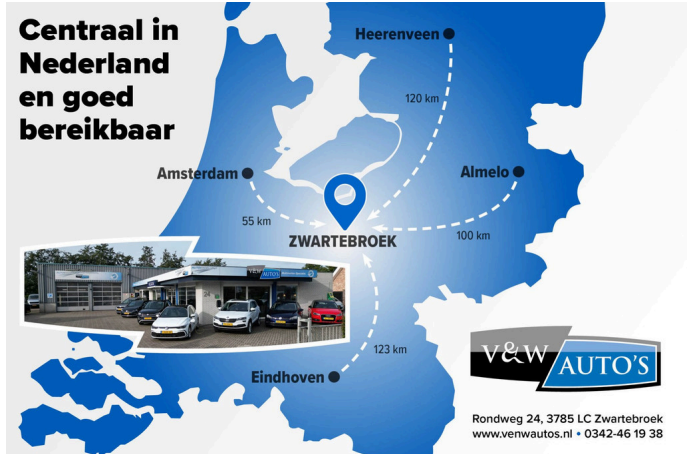 Centraal in
Nederland
en goed
bereikbaar
Heerenveen
120 km
Amsterdam
Almelo
55 km
100 km
ZWARTEBROEK
V&W AUTO'S
123 km
Eindhoven
V&W AUTO'S
Rondweg 24, 3785 LC Zwartebroek
www.venwautos.nl • 0342-46 19 38